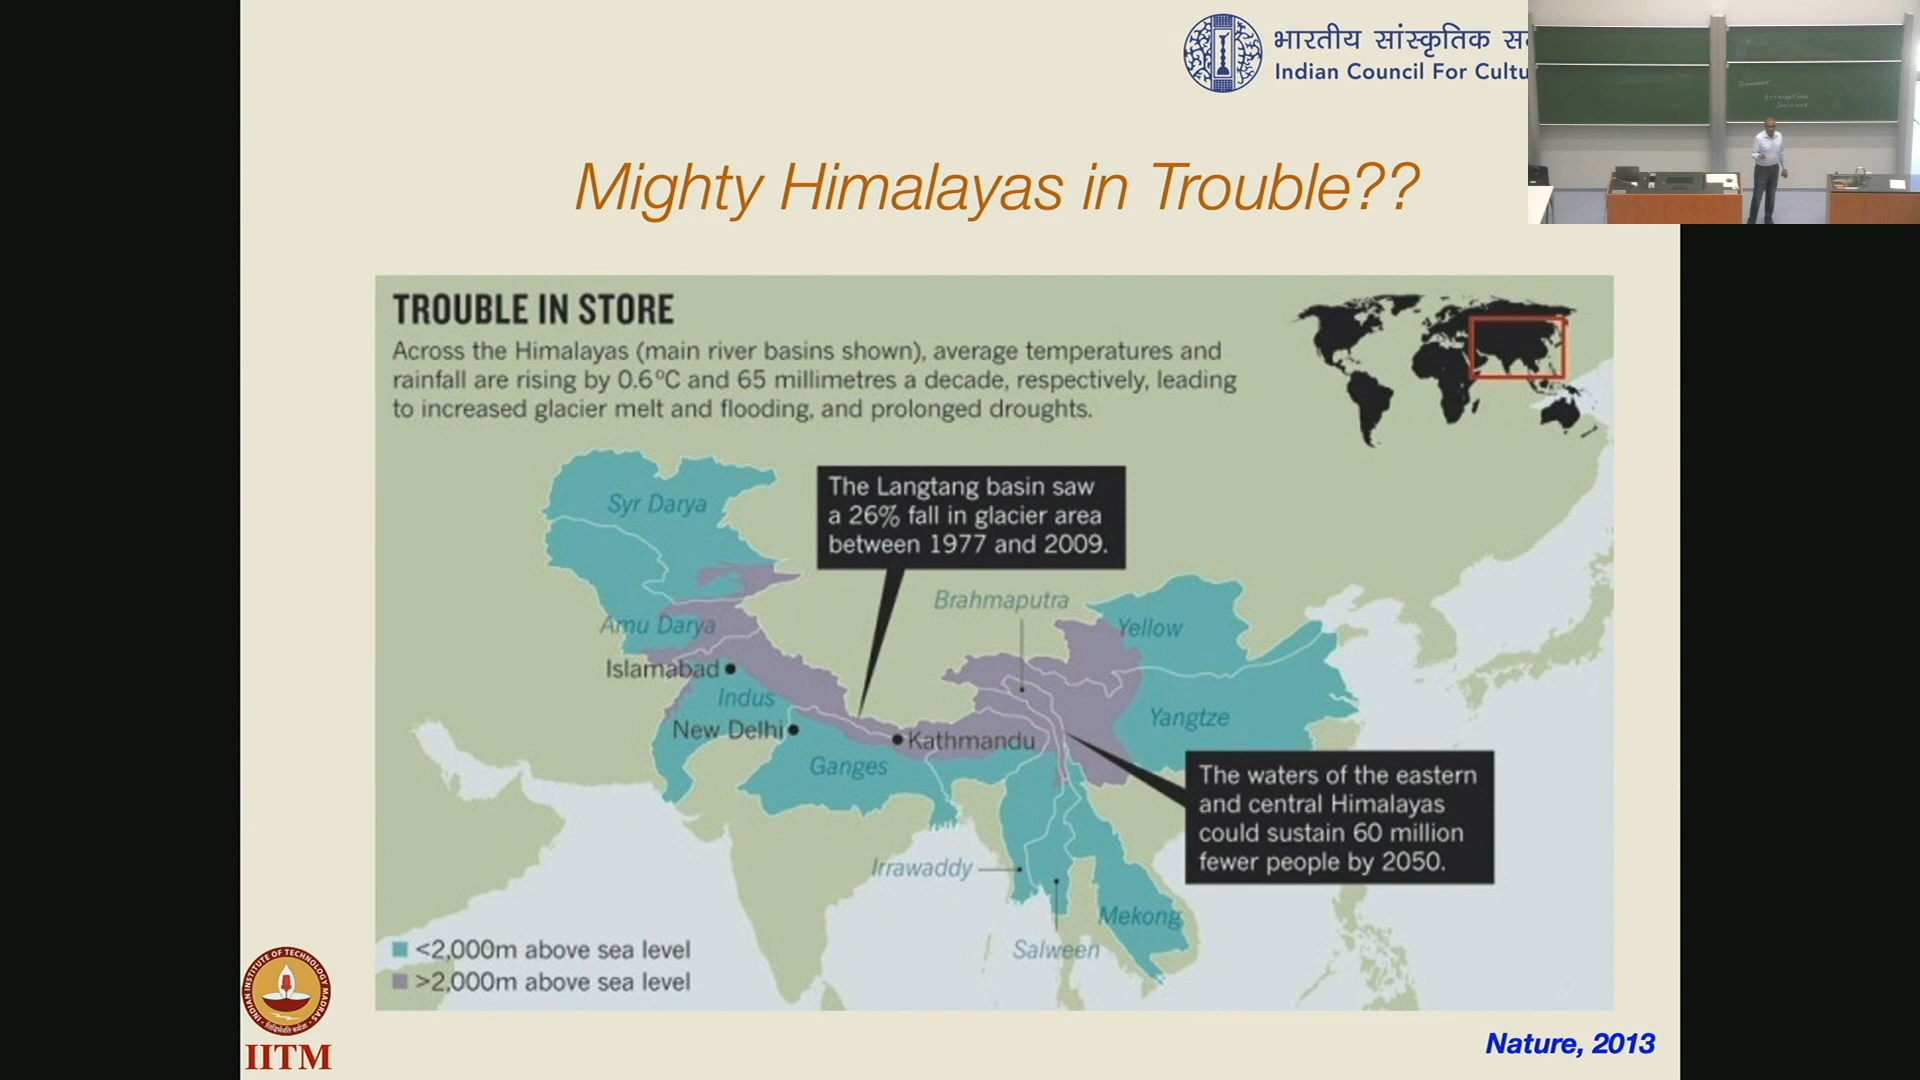 भारतीय सांस्कृतिक
Indian Council For Cultu
Mighty Himalayas in Trouble??
TROUBLE IN STORE
Across the Himalayas (main river basins shown), average temperatures and
rainfall are rising by 0.6°C and 65 millimetres a decade, respectively, leading
to increased glacier melt and flooding, and prolonged droughts.
The Langtang basin saw
a 26% fall in glacier area
between 1977 and 2009.
Syr Darya
Brahmaputra
Amu Darya
Yellow
Islamabad
Indus
New Delhi
Yangtze
Kathmandu
Ganges
The waters of the eastern
and central Himalayas
could sustain 60 million
fewer people by 2050.
Irrawaddy
Mekong
Salween
<2,000m above sea level
>2,000m above sea level
INDIAN INSTITUTE OF TECHNOLOGY MADRAS
IITM
Nature, 2013